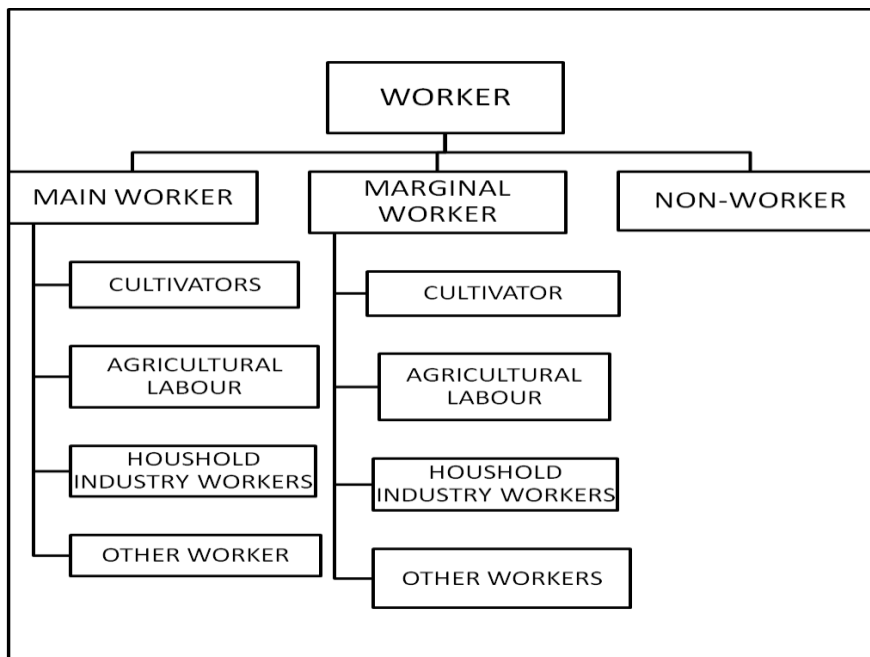 WORKER
MAIN WORKER
MARGINAL
WORKER
NON-WORKER
CULTIVATORS
AGRICULTURAL
LABOUR
HOUSHOLD
INDUSTRY WORKERS
OTHER WORKER
CULTIVATOR
AGRICULTURAL
LABOUR
HOUSHOLD
INDUSTRY WORKERS
OTHER WORKERS